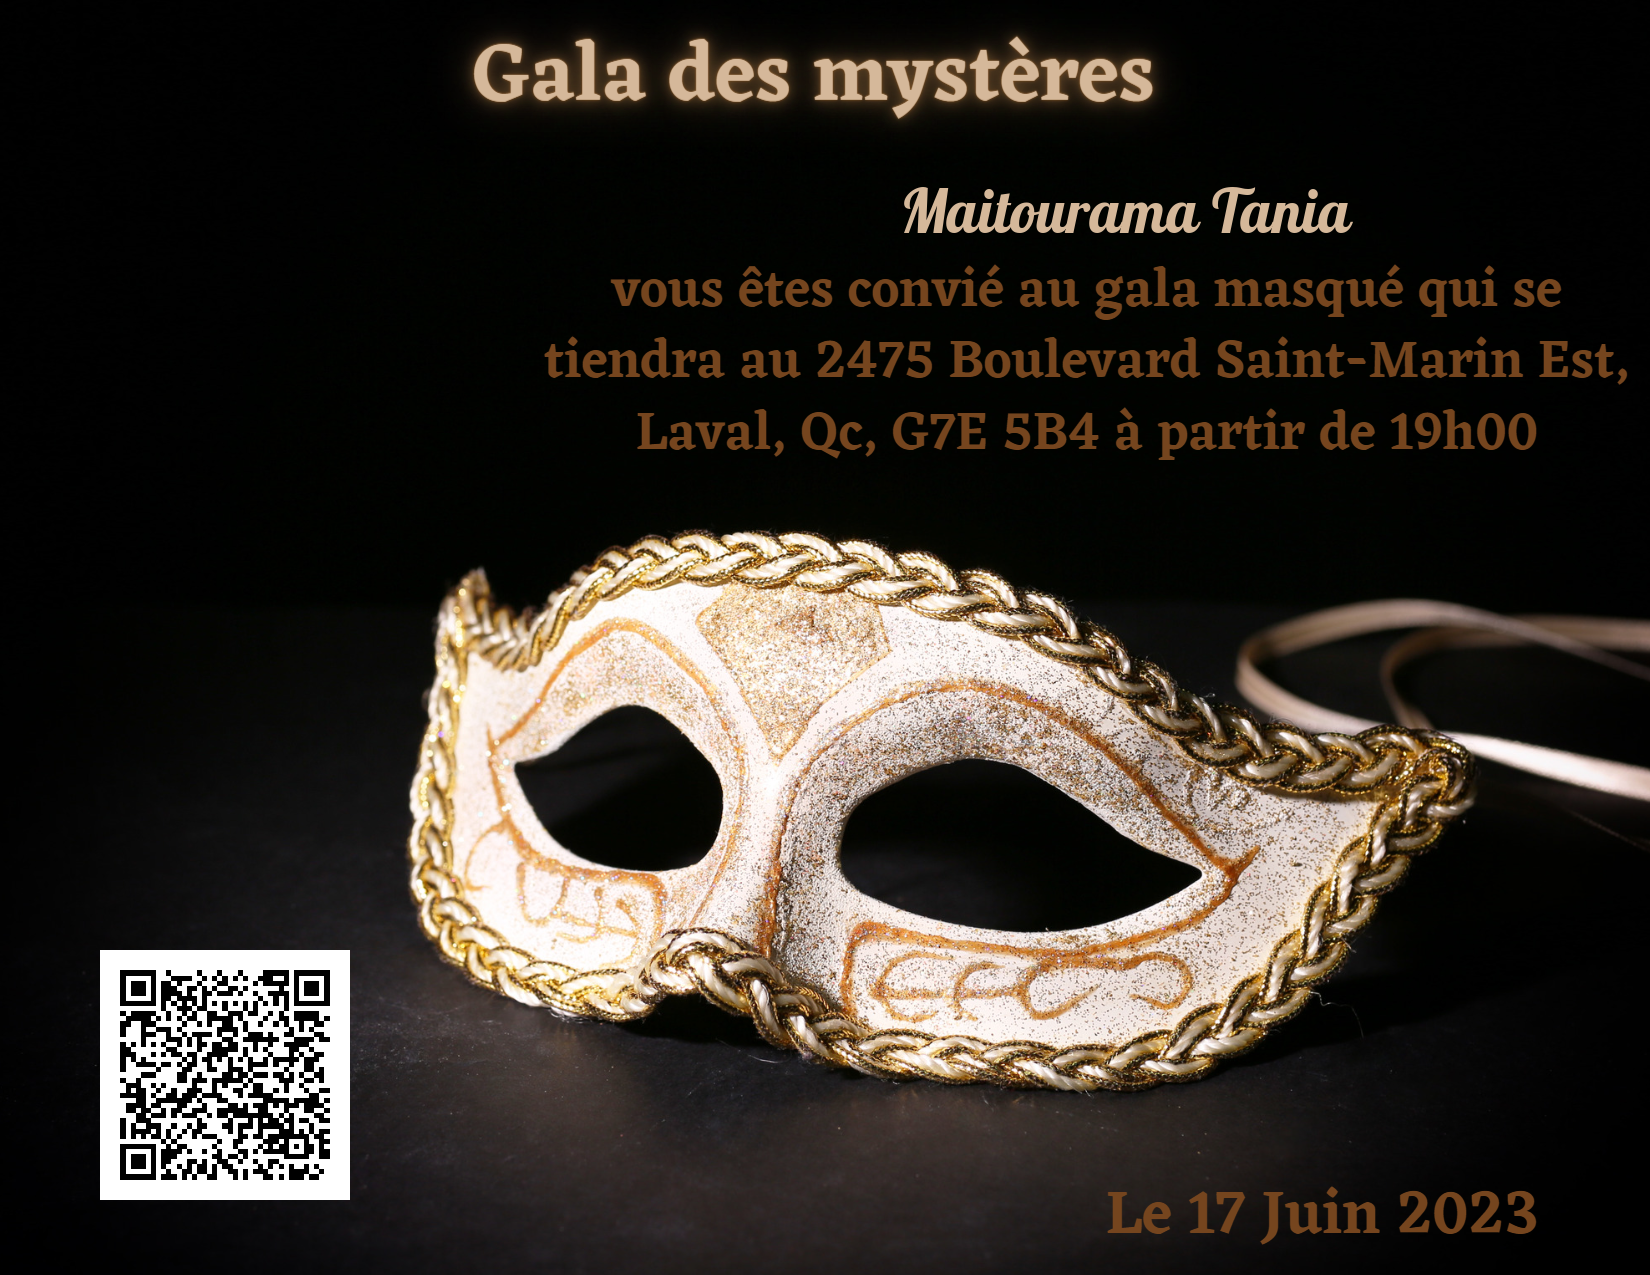 Gala des mystères
Maitourama Tania
vous êtes convié au gala masqué qui se
tiendra au 2475 Boulevard Saint-Marin Est,
Laval, Qc, G7E 5B4 à partir de 19h00
Le 17 Juin 2023